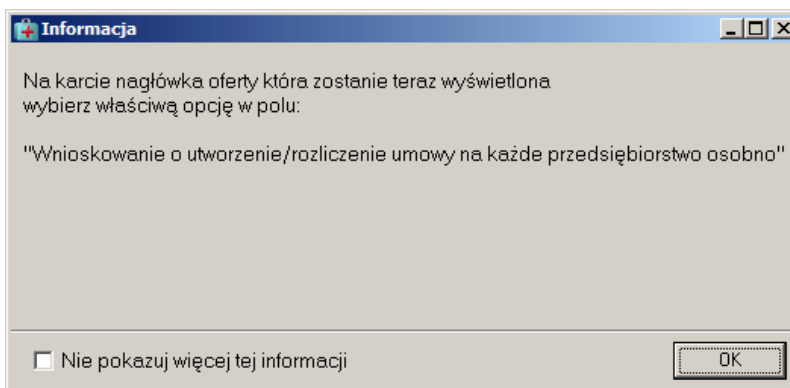 Informacja
Na karcie nagłówka oferty która zostanie teraz wyświetlona
wybierz właściwą opcję w polu:
"Wnioskowanie o utworzenie/rozliczenie umowy na każde przedsiębiorstwo osobno"
Nie pokazuj więcej tej informacji
OK